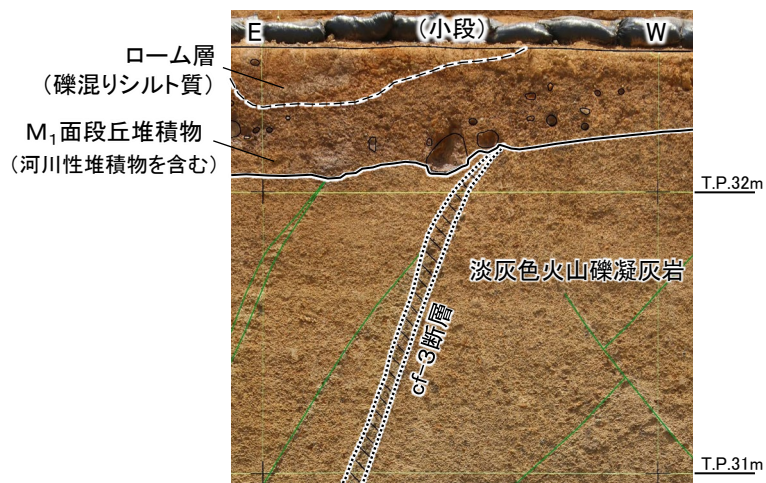 E
(小段)
W
ローム層
(礫混りシルト質)
M₁面段丘堆積物
(河川性堆積物を含む)
T.P.32m
淡灰色火山礫凝灰岩
cf-3断層
T.P.31m